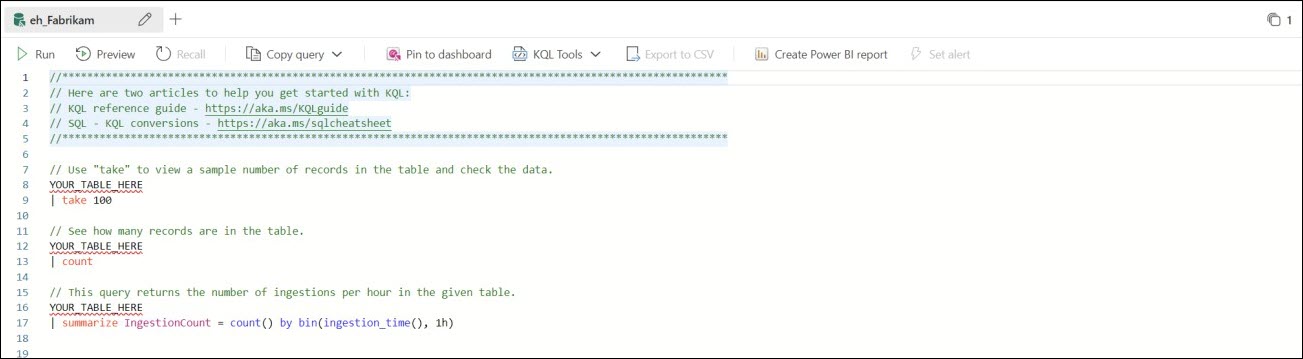 eh_Fabrikam
1
Run Preview Recall Copy query Pin to dashboard KQL Tools Export to CSV Create Power BI report Set alert
1 //***********************************************************************************************************
2 // Here are two articles to help you get started with KQL:
3 // KQL reference guide - https://aka.ms/KQLguide
4 // SQL - KQL conversions - https://aka.ms/sqlcheatsheet
5 //***********************************************************************************************************
6
7 // Use "take" to view a sample number of records in the table and check the data.
8 YOUR_TABLE_HERE
9 | take 100
10
11 // See how many records are in the table.
12 YOUR_TABLE_HERE
13 | count
14
15 // This query returns the number of ingestions per hour in the given table.
16 YOUR_TABLE_HERE
17 | summarize IngestionCount = count() by bin(ingestion_time(), 1h)
18
19